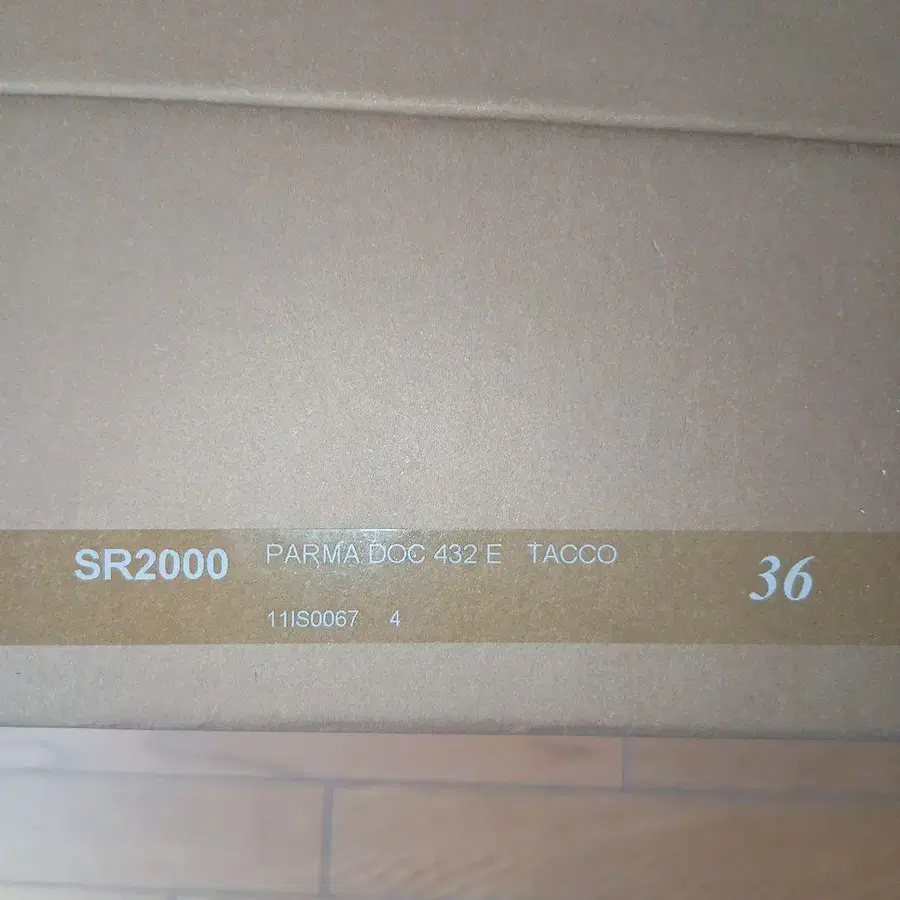 SR2000 PARMA DOC 432 E TACCO 36
11IS0067 4